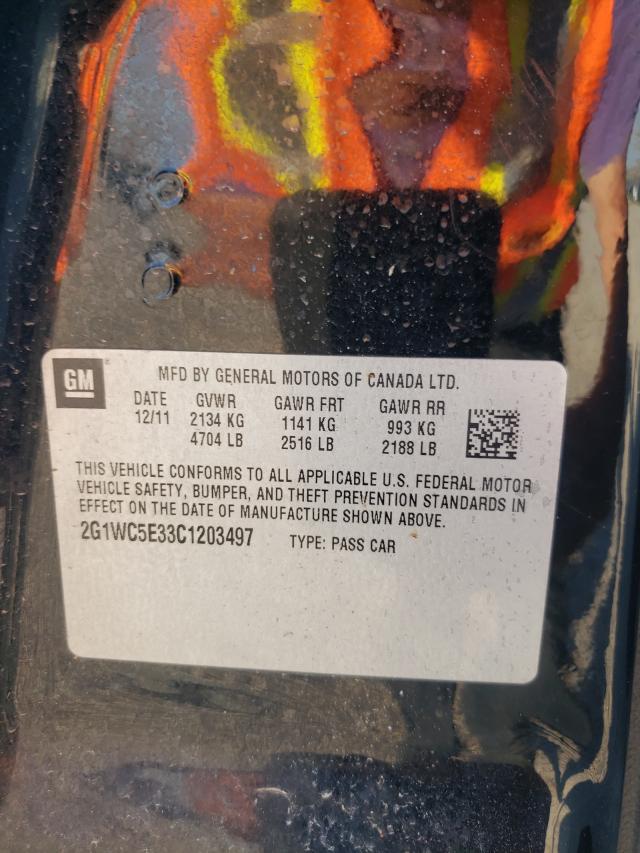 GM
MFD BY GENERAL MOTORS OF CANADA LTD.
DATE GVWR GAWR FRT GAWR RR
12/11 2134 KG 1141 KG 993 KG
4704 LB 2516 LB 2188 LB
THIS VEHICLE CONFORMS TO ALL APPLICABLE U.S. FEDERAL MOTOR
VEHICLE SAFETY, BUMPER, AND THEFT PREVENTION STANDARDS IN
EFFECT ON THE DATE OF MANUFACTURE SHOWN ABOVE.
2G1WC5E33C1203497 TYPE: PASS CAR